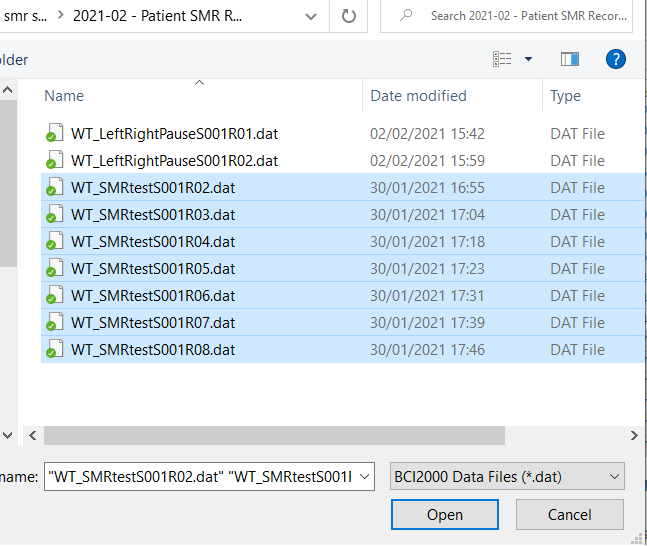 smr s... > 2021-02 - Patient SMR R... Search 2021-02 - Patient SMR Recor...
older ?
Name Date modified Type
WT_LeftRightPauseS001R01.dat 02/02/2021 15:42 DAT File
WT_LeftRightPauseS001R02.dat 02/02/2021 15:59 DAT File
WT_SMRtestS001R02.dat 30/01/2021 16:55 DAT File
WT_SMRtestS001R03.dat 30/01/2021 17:04 DAT File
WT_SMRtestS001R04.dat 30/01/2021 17:18 DAT File
WT_SMRtestS001R05.dat 30/01/2021 17:23 DAT File
WT_SMRtestS001R06.dat 30/01/2021 17:31 DAT File
WT_SMRtestS001R07.dat 30/01/2021 17:39 DAT File
WT_SMRtestS001R08.dat 30/01/2021 17:46 DAT File
name: "WT_SMRtestS001R02.dat" "WT_SMRtestS001 BCI2000 Data Files (*.dat)
Open Cancel